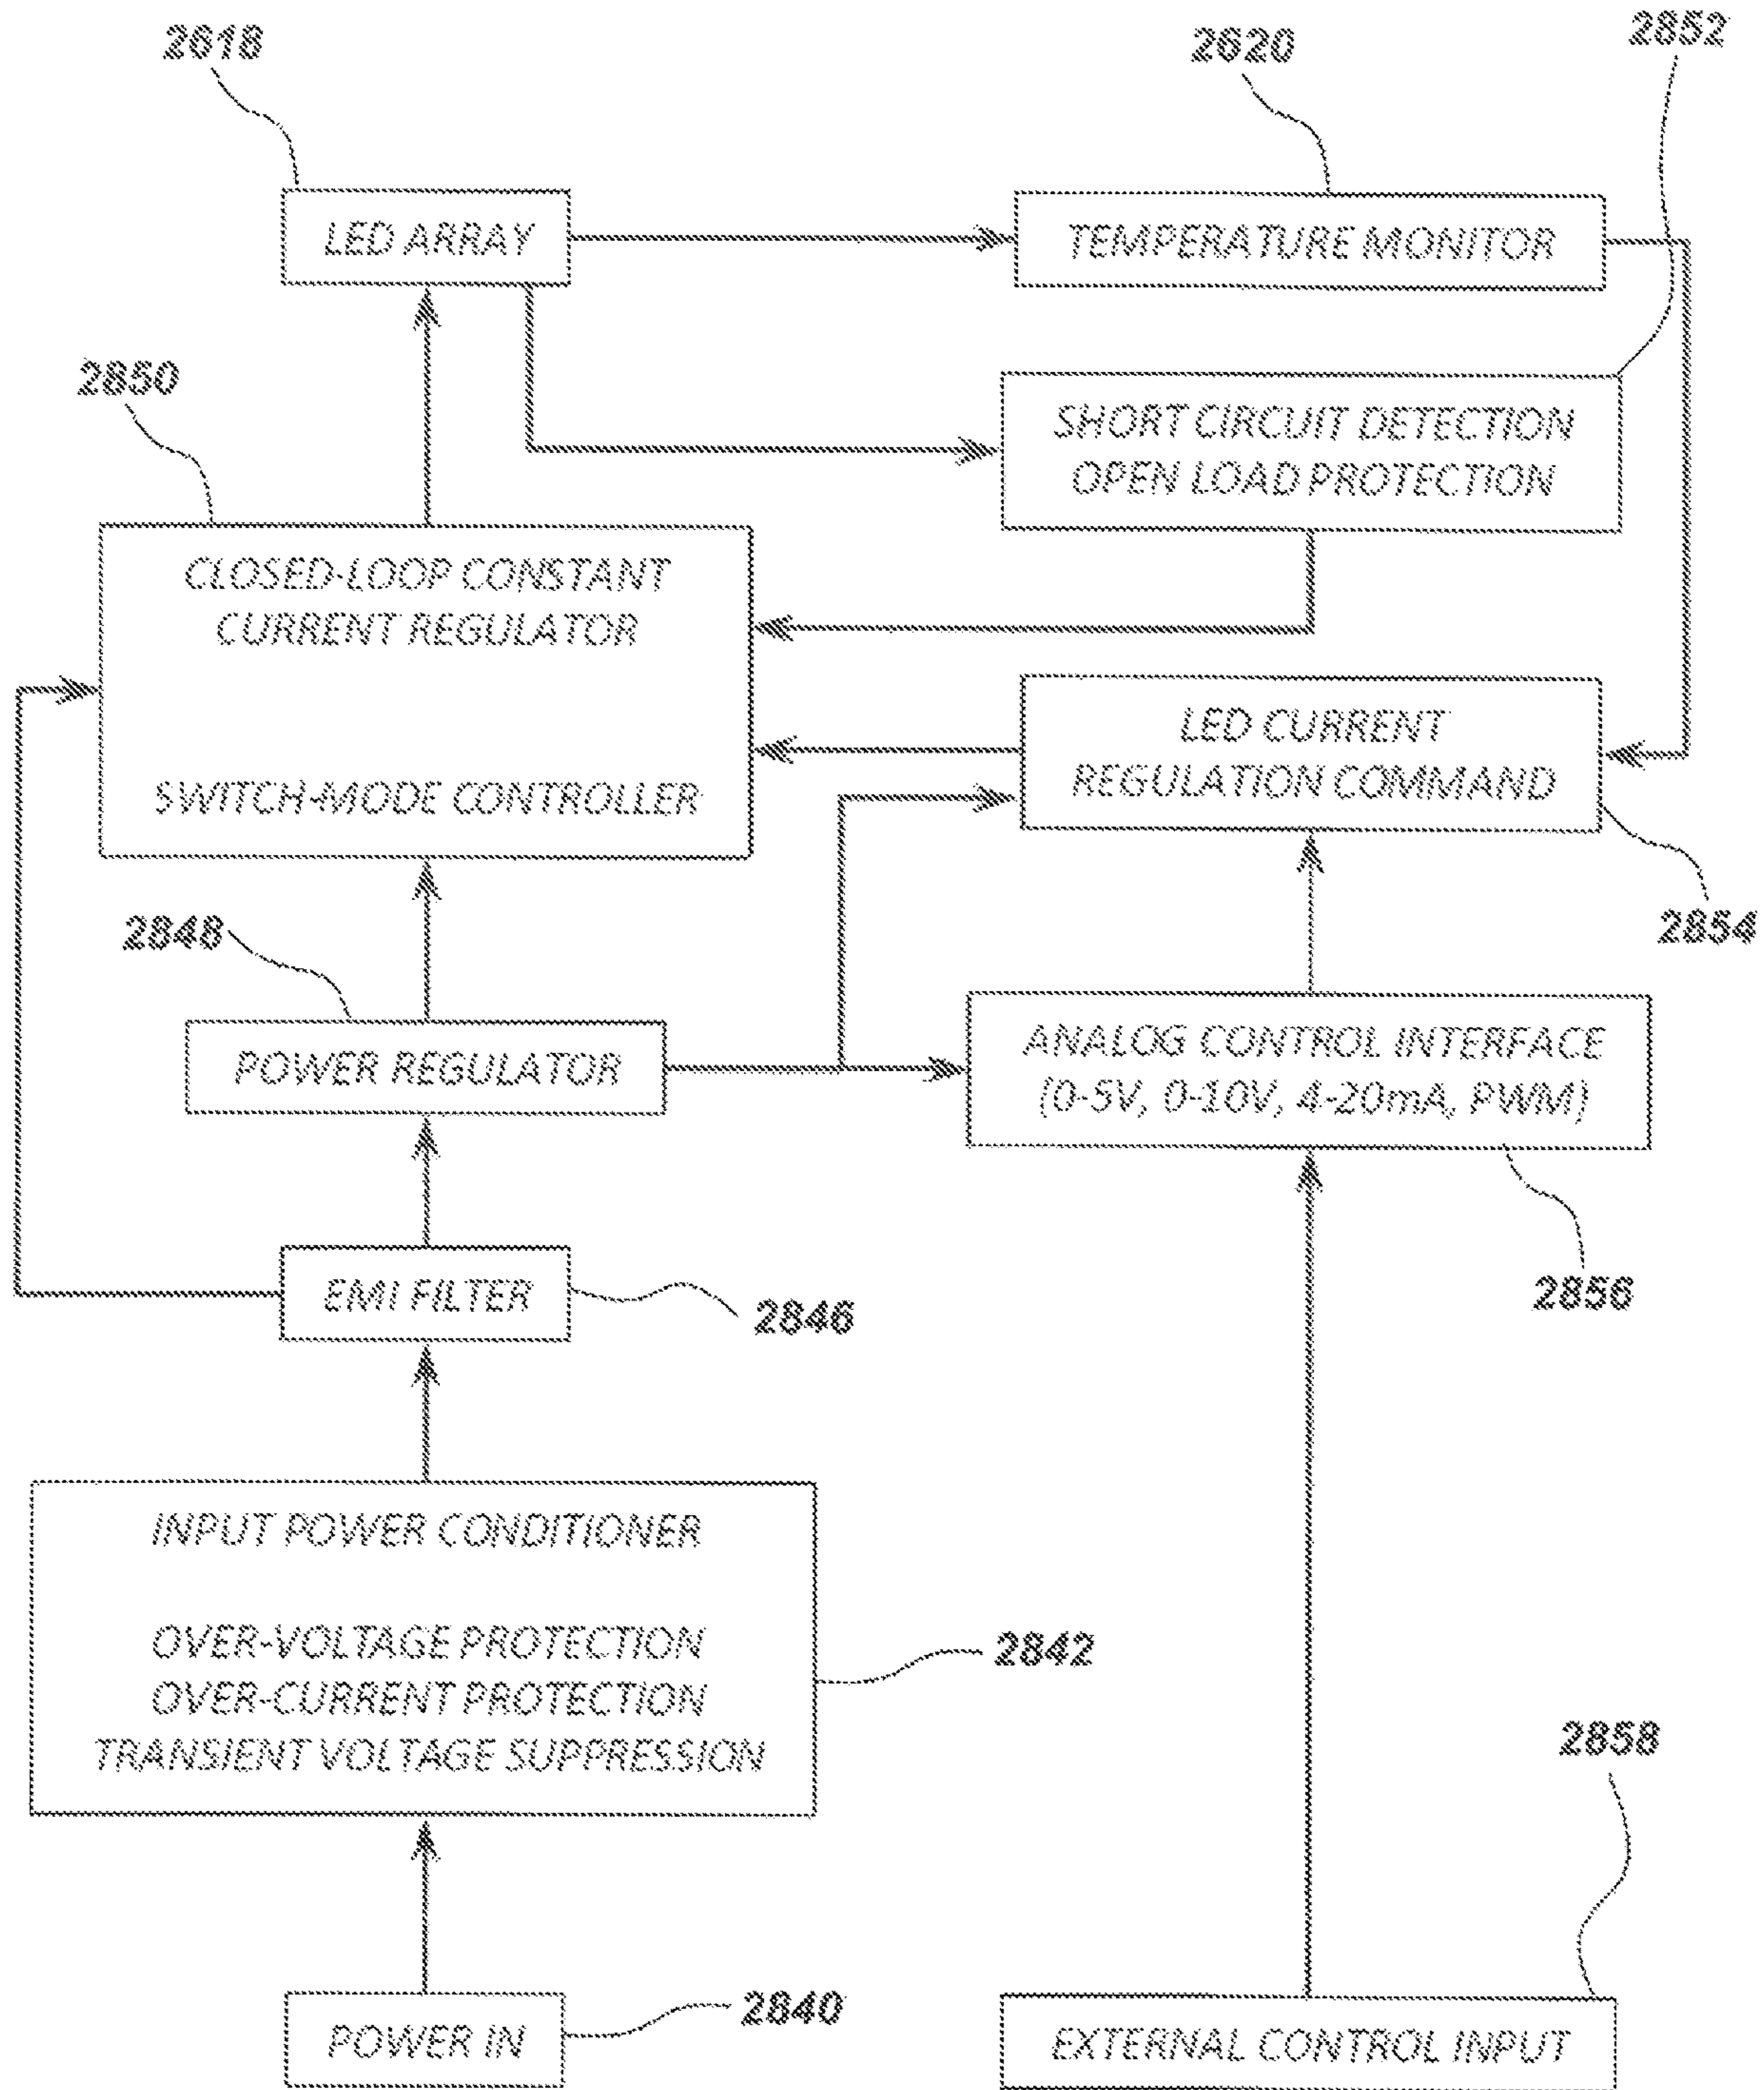 2618
2620
2852
LED ARRAY
TEMPERATURE MONITOR
2850
SHORT CIRCUIT DETECTION
OPEN LOAD PROTECTION
CLOSED-LOOP CONSTANT
CURRENT REGULATOR
SWITCH-MODE CONTROLLER
LED CURRENT
REGULATION COMMAND
2854
2848
POWER REGULATOR
ANALOG CONTROL INTERFACE
(0-5V, 0-10V, 4-20mA, PWM)
2856
EMI FILTER
2846
INPUT POWER CONDITIONER
OVER-VOLTAGE PROTECTION
OVER-CURRENT PROTECTION
TRANSIENT VOLTAGE SUPPRESSION
2842
2858
POWER IN
2840
EXTERNAL CONTROL INPUT